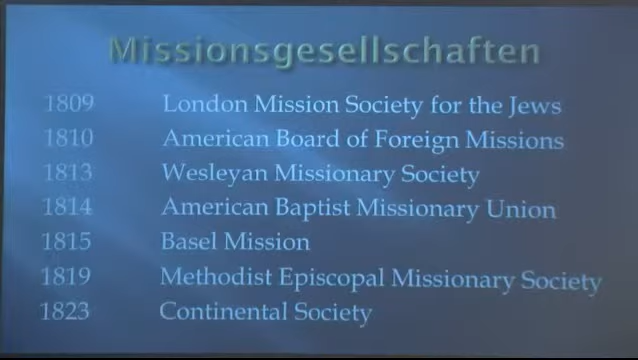 Missionsgesellschaften
1809 London Mission Society for the Jews
1810 American Board of Foreign Missions
1813 Wesleyan Missionary Society
1814 American Baptist Missionary Union
1815 Basel Mission
1819 Methodist Episcopal Missionary Society
1823 Continental Society